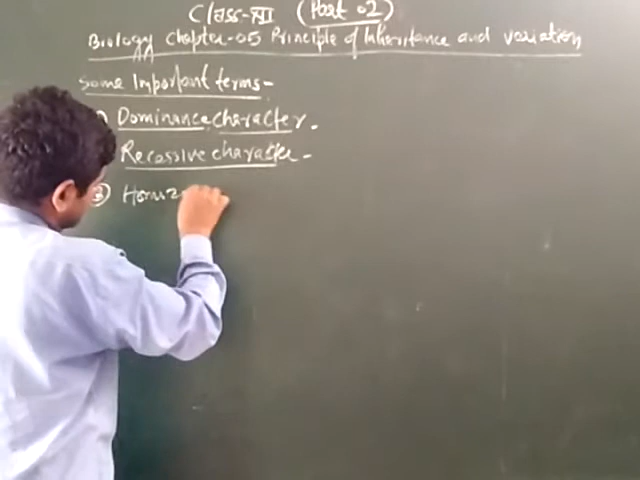 Class-XII (Part 02)
Biology Chapter-05 Principle of Inheritance and variation
Some Important terms-
Dominance character.
Recassive character-
③ Homoz